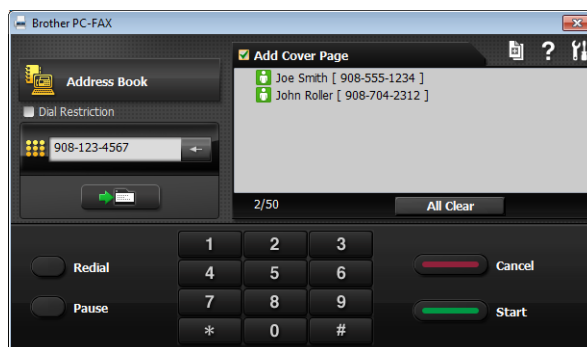 Brother PC-FAX
Add Cover Page
?
Address Book
Joe Smith [ 908-555-1234 ]
John Roller [ 908-704-2312 ]
Dial Restriction
908-123-4567
2/50
All Clear
1 2 3
Redial
Cancel
4 5 6
Pause
7 8 9
Start
* 0 #